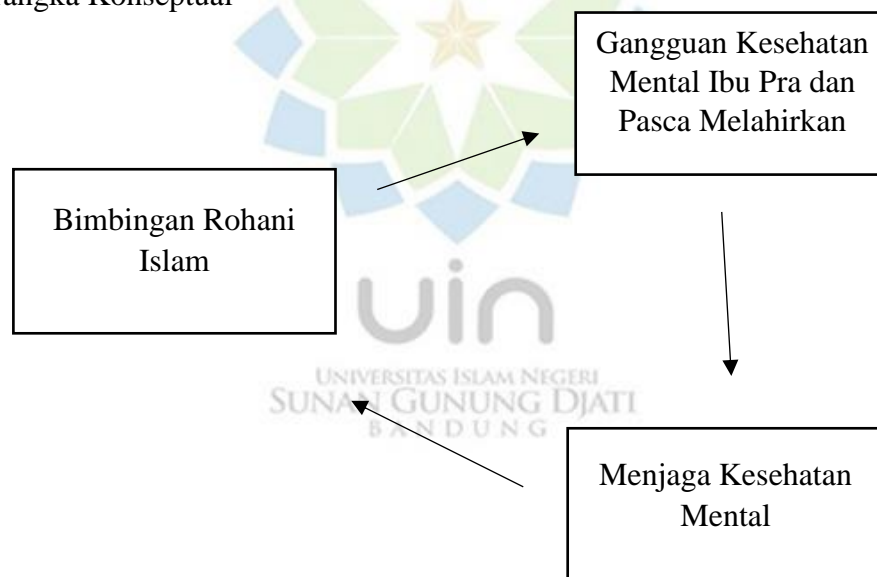 Konseptual
Gangguan Kesehatan
Mental Ibu Pra dan
Pasca Melahirkan
Bimbingan Rohani
Islam
uin
UNIVERSITAS ISLAM NEGERI
SUNAN GUNUNG DJATI
BANDUNG
Menjaga Kesehatan
Mental